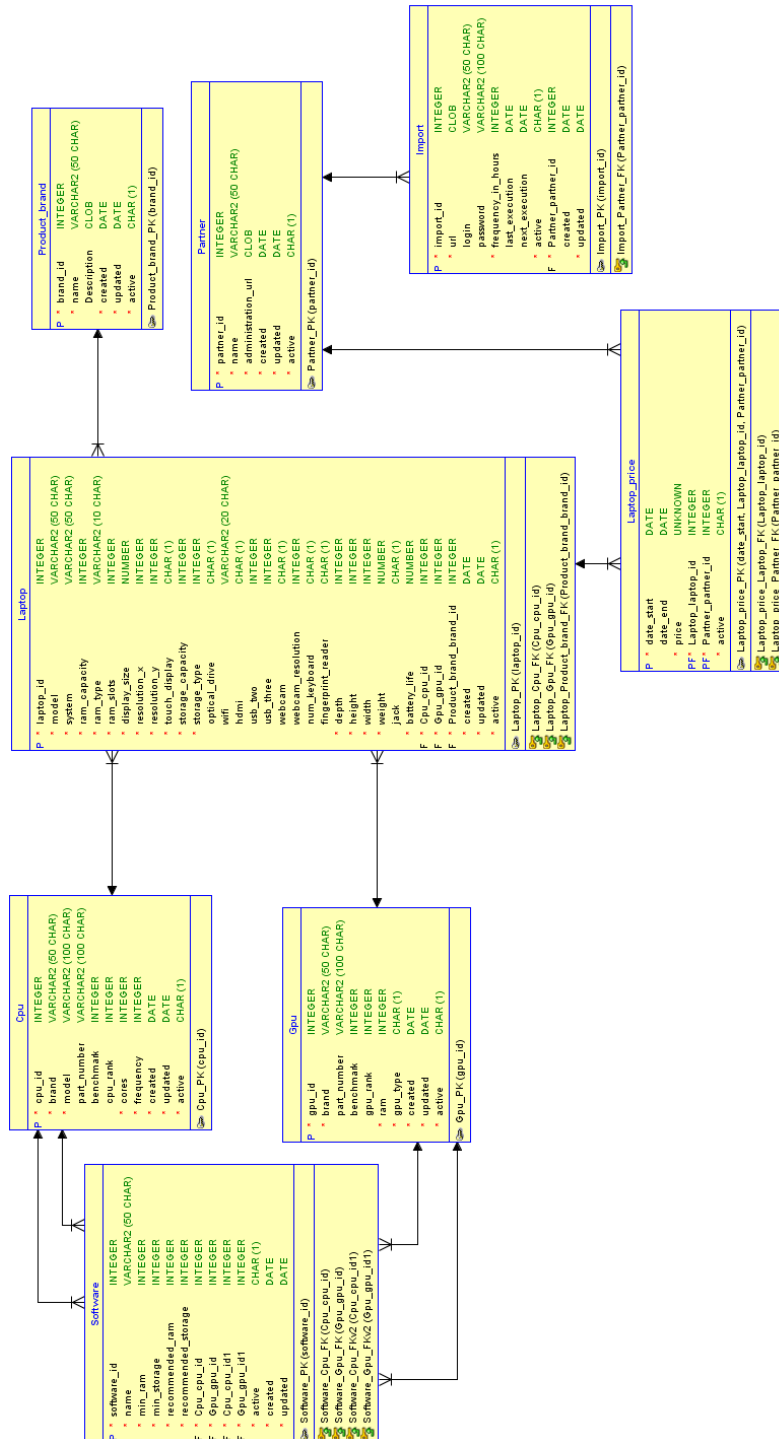 Software
P * software_id INTEGER
* name VARCHAR2 (50 CHAR)
* min_ram INTEGER
* min_storage INTEGER
* recommended_ram INTEGER
* recommended_storage INTEGER
F * Cpu_cpu_id INTEGER
F * Gpu_gpu_id INTEGER
F * Cpu_cpu_id1 INTEGER
F * Gpu_gpu_id1 INTEGER
* active CHAR (1)
* created DATE
* updated DATE
Software_PK (software_id)
Software_Cpu_FK (Cpu_cpu_id)
Software_Gpu_FK (Gpu_gpu_id)
Software_Cpu_FKv2 (Cpu_cpu_id1)
Software_Gpu_FKv2 (Gpu_gpu_id1)
Cpu
P * cpu_id INTEGER
* brand VARCHAR2 (50 CHAR)
* model VARCHAR2 (100 CHAR)
part_number VARCHAR2 (100 CHAR)
benchmark INTEGER
cpu_rank INTEGER
* cores INTEGER
* frequency INTEGER
* created DATE
* updated DATE
* active CHAR (1)
Cpu_PK (cpu_id)
Gpu
P * gpu_id INTEGER
* brand VARCHAR2 (50 CHAR)
part_number VARCHAR2 (100 CHAR)
benchmark INTEGER
gpu_rank INTEGER
* ram INTEGER
* gpu_type CHAR (1)
* created DATE
* updated DATE
* active CHAR (1)
Gpu_PK (gpu_id)
Laptop
P * laptop_id INTEGER
* model VARCHAR2 (50 CHAR)
* system VARCHAR2 (50 CHAR)
* ram_capacity INTEGER
* ram_type VARCHAR2 (10 CHAR)
* ram_slots INTEGER
* display_size NUMBER
* resolution_x INTEGER
* resolution_y INTEGER
* touch_display CHAR (1)
* storage_capacity INTEGER
* storage_type INTEGER
optical_drive CHAR (1)
wifi VARCHAR2 (20 CHAR)
hdmi CHAR (1)
usb_two INTEGER
usb_three INTEGER
webcam CHAR (1)
webcam_resolution INTEGER
num_keyboard CHAR (1)
fingerprint_reader CHAR (1)
* depth INTEGER
* height INTEGER
* width INTEGER
* weight NUMBER
jack CHAR (1)
* battery_life NUMBER
F * Cpu_cpu_id INTEGER
F * Gpu_gpu_id INTEGER
F * Product_brand_brand_id INTEGER
* created DATE
* updated DATE
* active CHAR (1)
Laptop_PK (laptop_id)
Laptop_Cpu_FK (Cpu_cpu_id)
Laptop_Gpu_FK (Gpu_gpu_id)
Laptop_Product_brand_FK (Product_brand_brand_id)
Product_brand
P * brand_id INTEGER
* name VARCHAR2 (50 CHAR)
Description CLOB
* created DATE
* updated DATE
* active CHAR (1)
Product_brand_PK (brand_id)
Partner
P * partner_id INTEGER
* name VARCHAR2 (50 CHAR)
* administration_url CLOB
* created DATE
* updated DATE
* active CHAR (1)
Partner_PK (partner_id)
Import
P * import_id INTEGER
* url CLOB
login VARCHAR2 (50 CHAR)
password VARCHAR2 (100 CHAR)
* frequency_in_hours INTEGER
last_execution DATE
next_execution DATE
* active CHAR (1)
F * Partner_partner_id INTEGER
* created DATE
* updated DATE
Import_PK (import_id)
Import_Partner_FK (Partner_partner_id)
Laptop_price
P * date_start DATE
date_end DATE
* price UNKNOWN
PF* Laptop_laptop_id INTEGER
PF* Partner_partner_id INTEGER
* active CHAR (1)
Laptop_price_PK (date_start, Laptop_laptop_id, Partner_partner_id)
Laptop_price_Laptop_FK (Laptop_laptop_id)
Laptop_price_Partner_FK (Partner_partner_id)